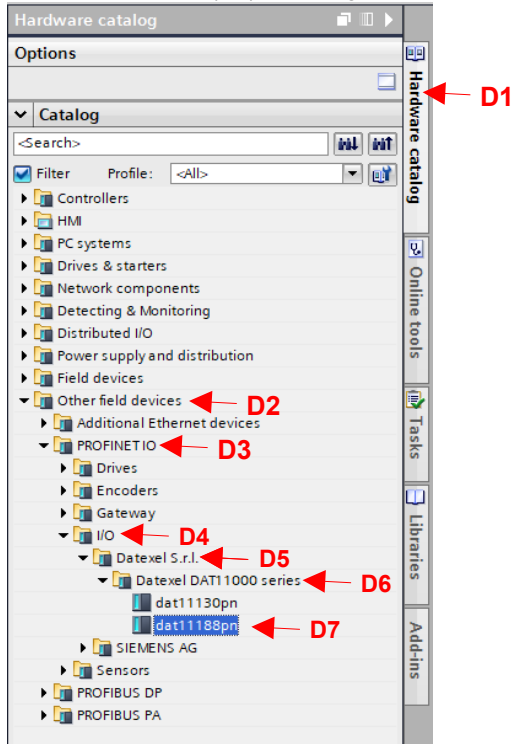 Hardware catalog
Options
Catalog
<Search>
Filter Profile: <All>
Controllers
HMI
PC systems
Drives & starters
Network components
Detecting & Monitoring
Distributed I/O
Power supply and distribution
Field devices
Other field devices D2
Additional Ethernet devices
PROFINET IO D3
Drives
Encoders
Gateway
I/O D4
Datexel S.r.l. D5
Datexel DAT11000 series D6
dat11130pn
dat11188pn D7
SIEMENS AG
Sensors
PROFIBUS DP
PROFIBUS PA
Hardware catalog D1
Online tools
Tasks
Libraries
Add-ins